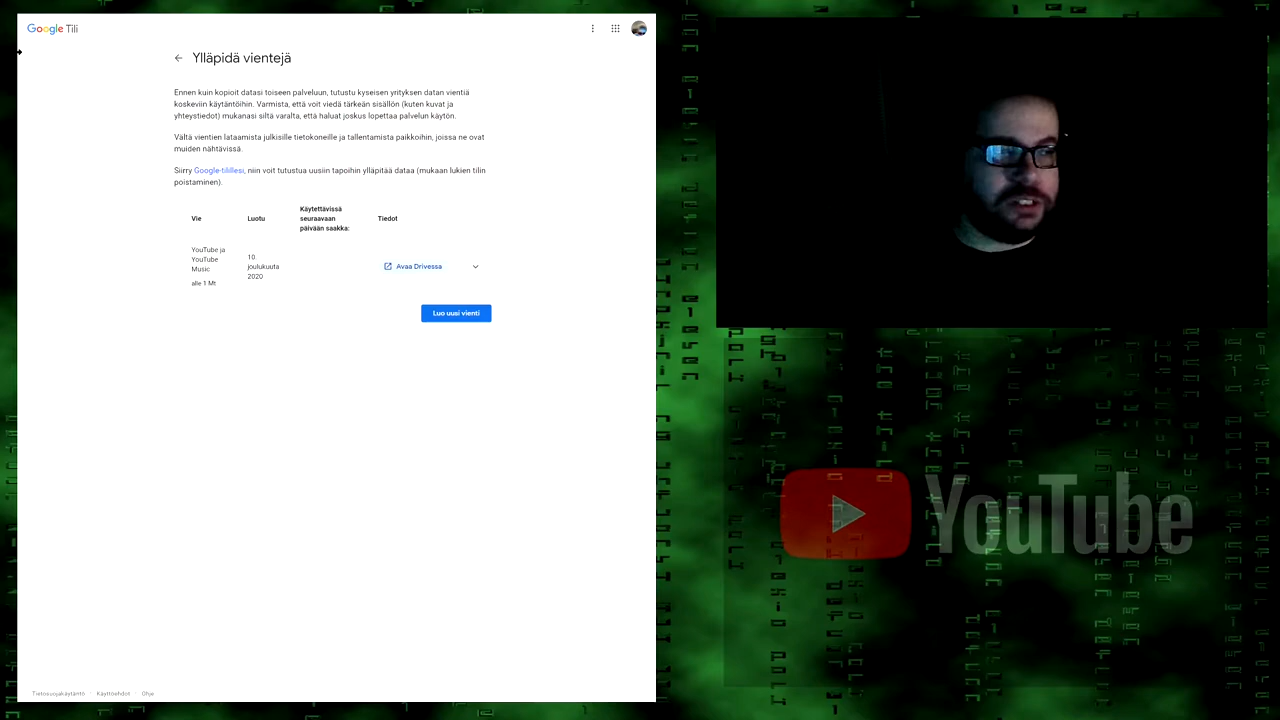 Google Tili
Ylläpidä vientejä
Ennen kuin kopioit datasi toiseen palveluun, tutustu kyseisen yrityksen datan vientiä
koskeviin käytäntöihin. Varmista, että voit viedä tärkeän sisällön (kuten kuvat ja
yhteystiedot) mukanasi siltä varalta, että haluat joskus lopettaa palvelun käytön.
Vältä vientien lataamista julkisille tietokoneille ja tallentamista paikkoihin, joissa ne ovat
muiden nähtävissä.
Siirry Google-tilillesi, niin voit tutustua uusiin tapoihin ylläpitää dataa (mukaan lukien tilin
poistaminen).
Vie
Luotu
Käytettävissä
seuraavaan
päivään saakka:
Tiedot
YouTube ja
YouTube
Music
alle 1 Mt
10.
joulukuuta
2020
Avaa Drivessa
Luo uusi vienti
Tietosuojakäytäntö
Käyttöehdot
Ohje
YouTube